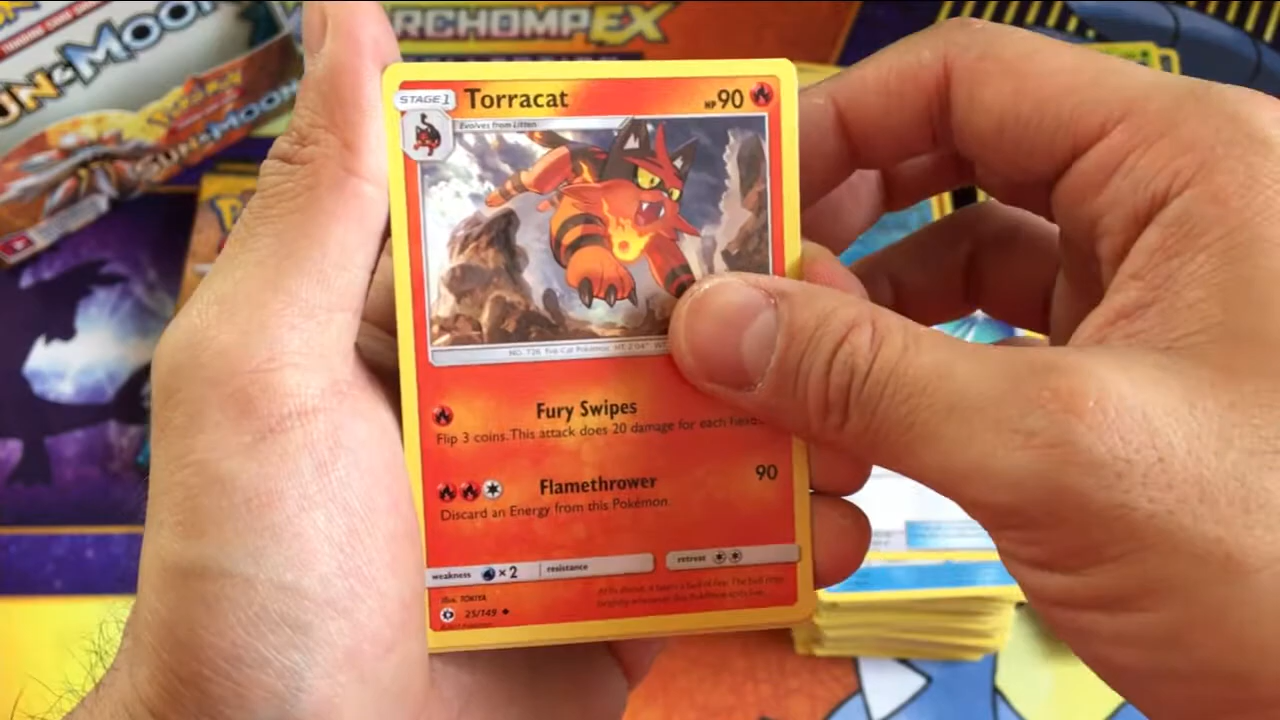 RCHOMP EX
SUN & MOON
SUN & MOON
STAGE 1
Torracat
HP 90
Evolves from Litten
NO. 726 Fire Cat Pokémon HT: 2'04"
Fury Swipes
Flip 3 coins. This attack does 20 damage for each heads.
Flamethrower
90
Discard an Energy from this Pokémon.
weakness
× 2
resistance
retreat
Illus. TOKIYA
25/149